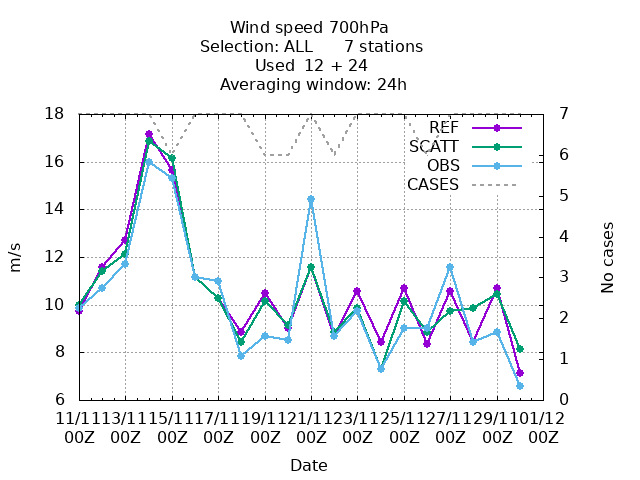 Wind speed 700hPa
Selection: ALL      7 stations
Used  12 + 24
Averaging window: 24h
18 7
REF
SCATT
OBS
CASES
16 6
5
14
4
12
3
10
2
8
1
6 0
m/s
No cases
11/11 13/11 15/11 17/11 19/11 21/11 23/11 25/11 27/11 29/11 01/12
00Z 00Z 00Z 00Z 00Z 00Z 00Z 00Z 00Z 00Z 00Z
Date